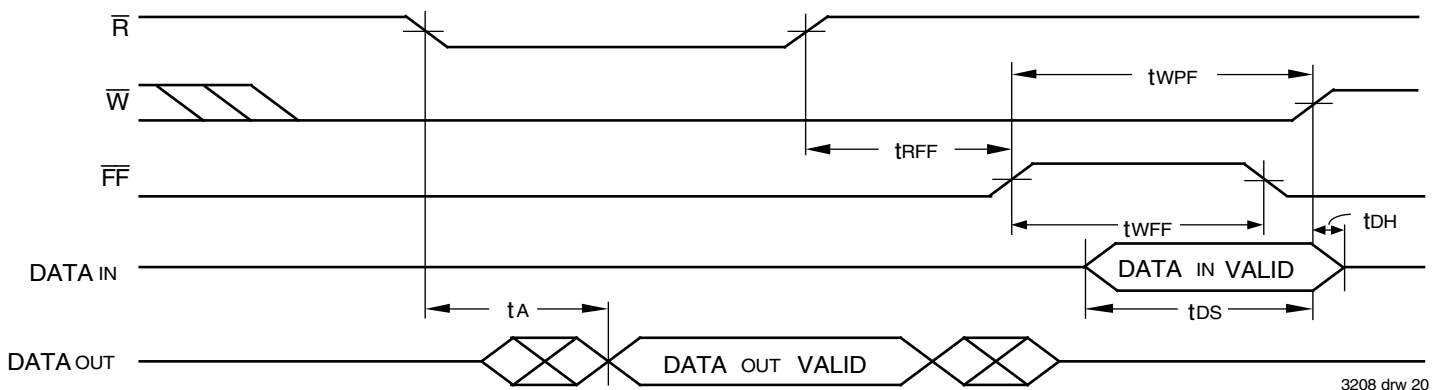 R̅
tWPF
W̅
tRFF
F̅F̅
tWFF
tDH
DATA IN
DATA IN VALID
tA
tDS
DATA OUT
DATA OUT VALID
3208 drw 20